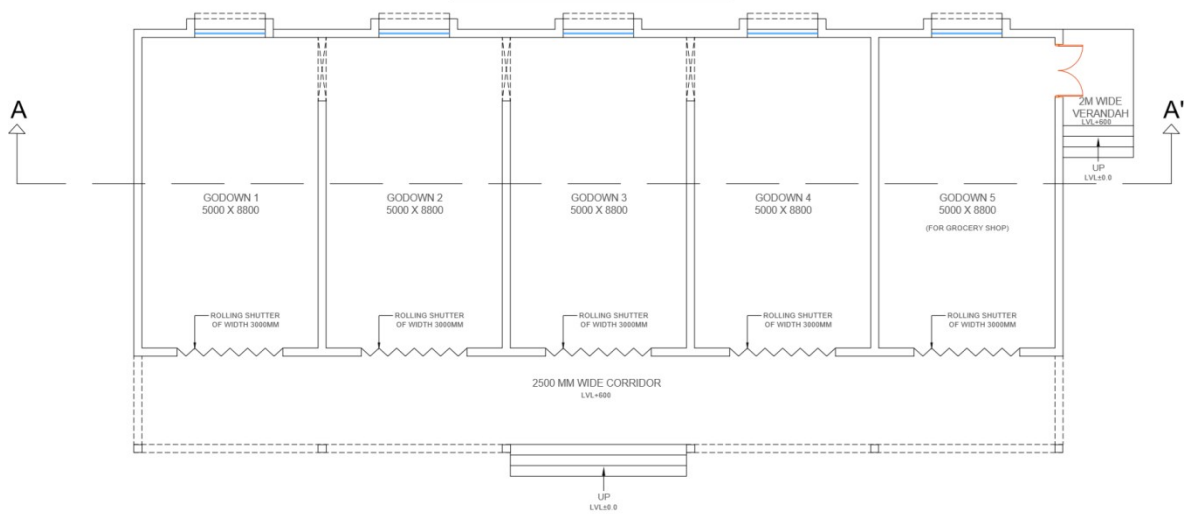 A
A'
2M WIDE
VERANDAH
LVL+600
UP
LVL±0.0
GODOWN 1
5000 X 8800
GODOWN 2
5000 X 8800
GODOWN 3
5000 X 8800
GODOWN 4
5000 X 8800
GODOWN 5
5000 X 8800
(FOR GROCERY SHOP)
ROLLING SHUTTER
OF WIDTH 3000MM
ROLLING SHUTTER
OF WIDTH 3000MM
ROLLING SHUTTER
OF WIDTH 3000MM
ROLLING SHUTTER
OF WIDTH 3000MM
ROLLING SHUTTER
OF WIDTH 3000MM
2500 MM WIDE CORRIDOR
LVL+600
UP
LVL±0.0